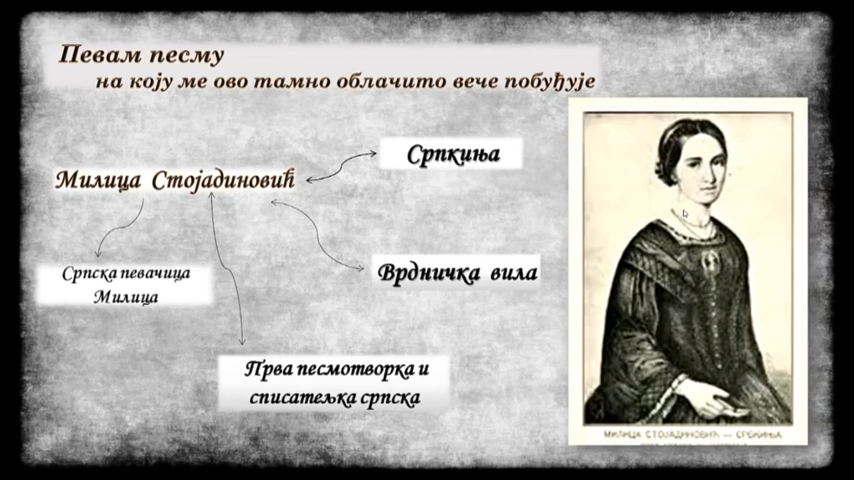 Певам песму
на коју ме ово тамно облачито вече побуђује
Српкиња
Милица Стојадиновић
Српска певачица
Милица
Врдничка вила
Прва песмотворка и
списатељка српска
МИЛИЦА СТОЈАДИНОВИЋ — СРБКИЊА